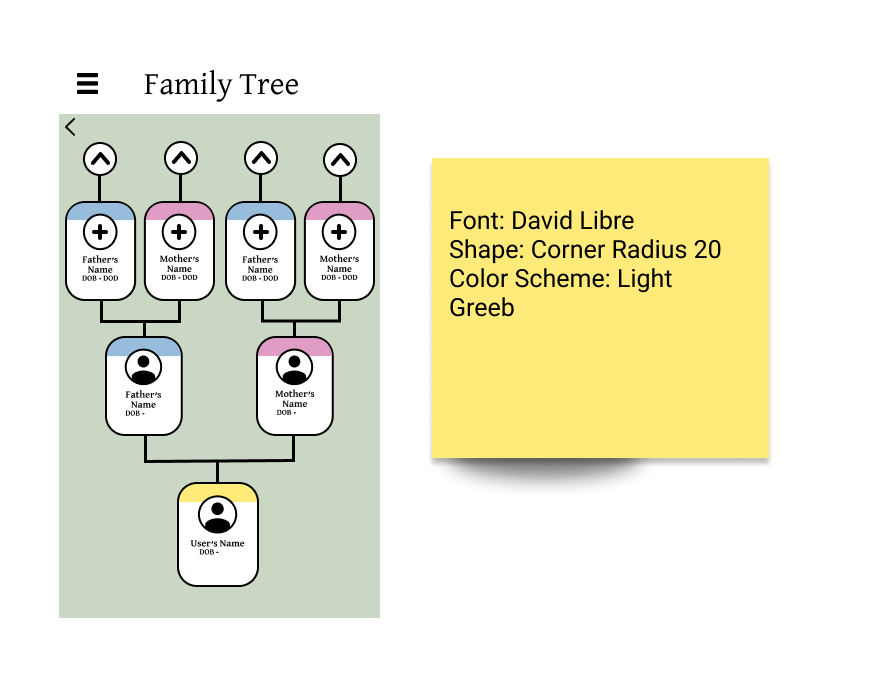 Family Tree
Father's
Name
DOB - DOD
Mother's
Name
DOB - DOD
Father's
Name
DOB - DOD
Mother's
Name
DOB - DOD
Father's
Name
DOB -
Mother's
Name
DOB -
User's Name
DOB -
Font: David Libre
Shape: Corner Radius 20
Color Scheme: Light
Greeb